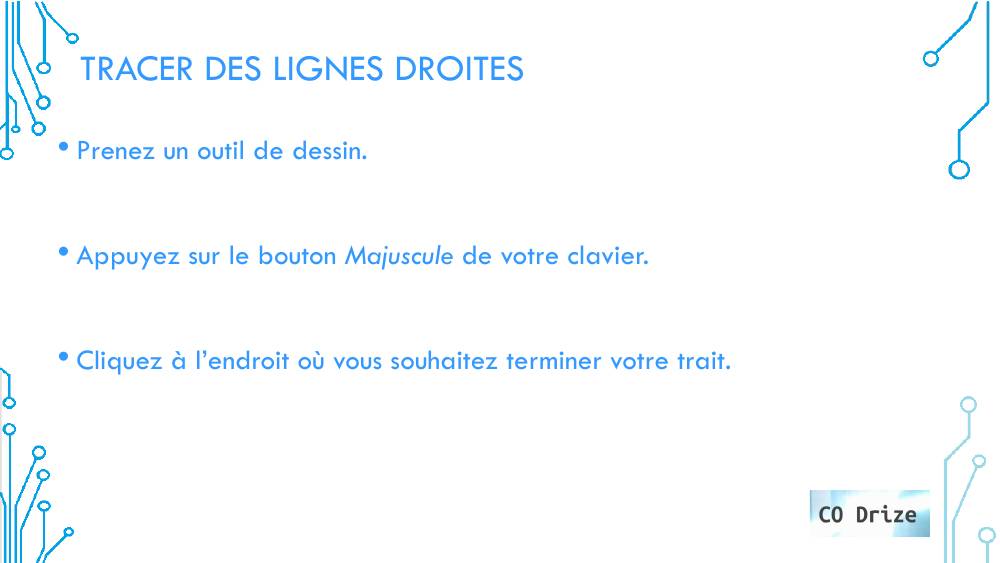 TRACER DES LIGNES DROITES
• Prenez un outil de dessin.
• Appuyez sur le bouton Majuscule de votre clavier.
• Cliquez à l’endroit où vous souhaitez terminer votre trait.
CO Drize